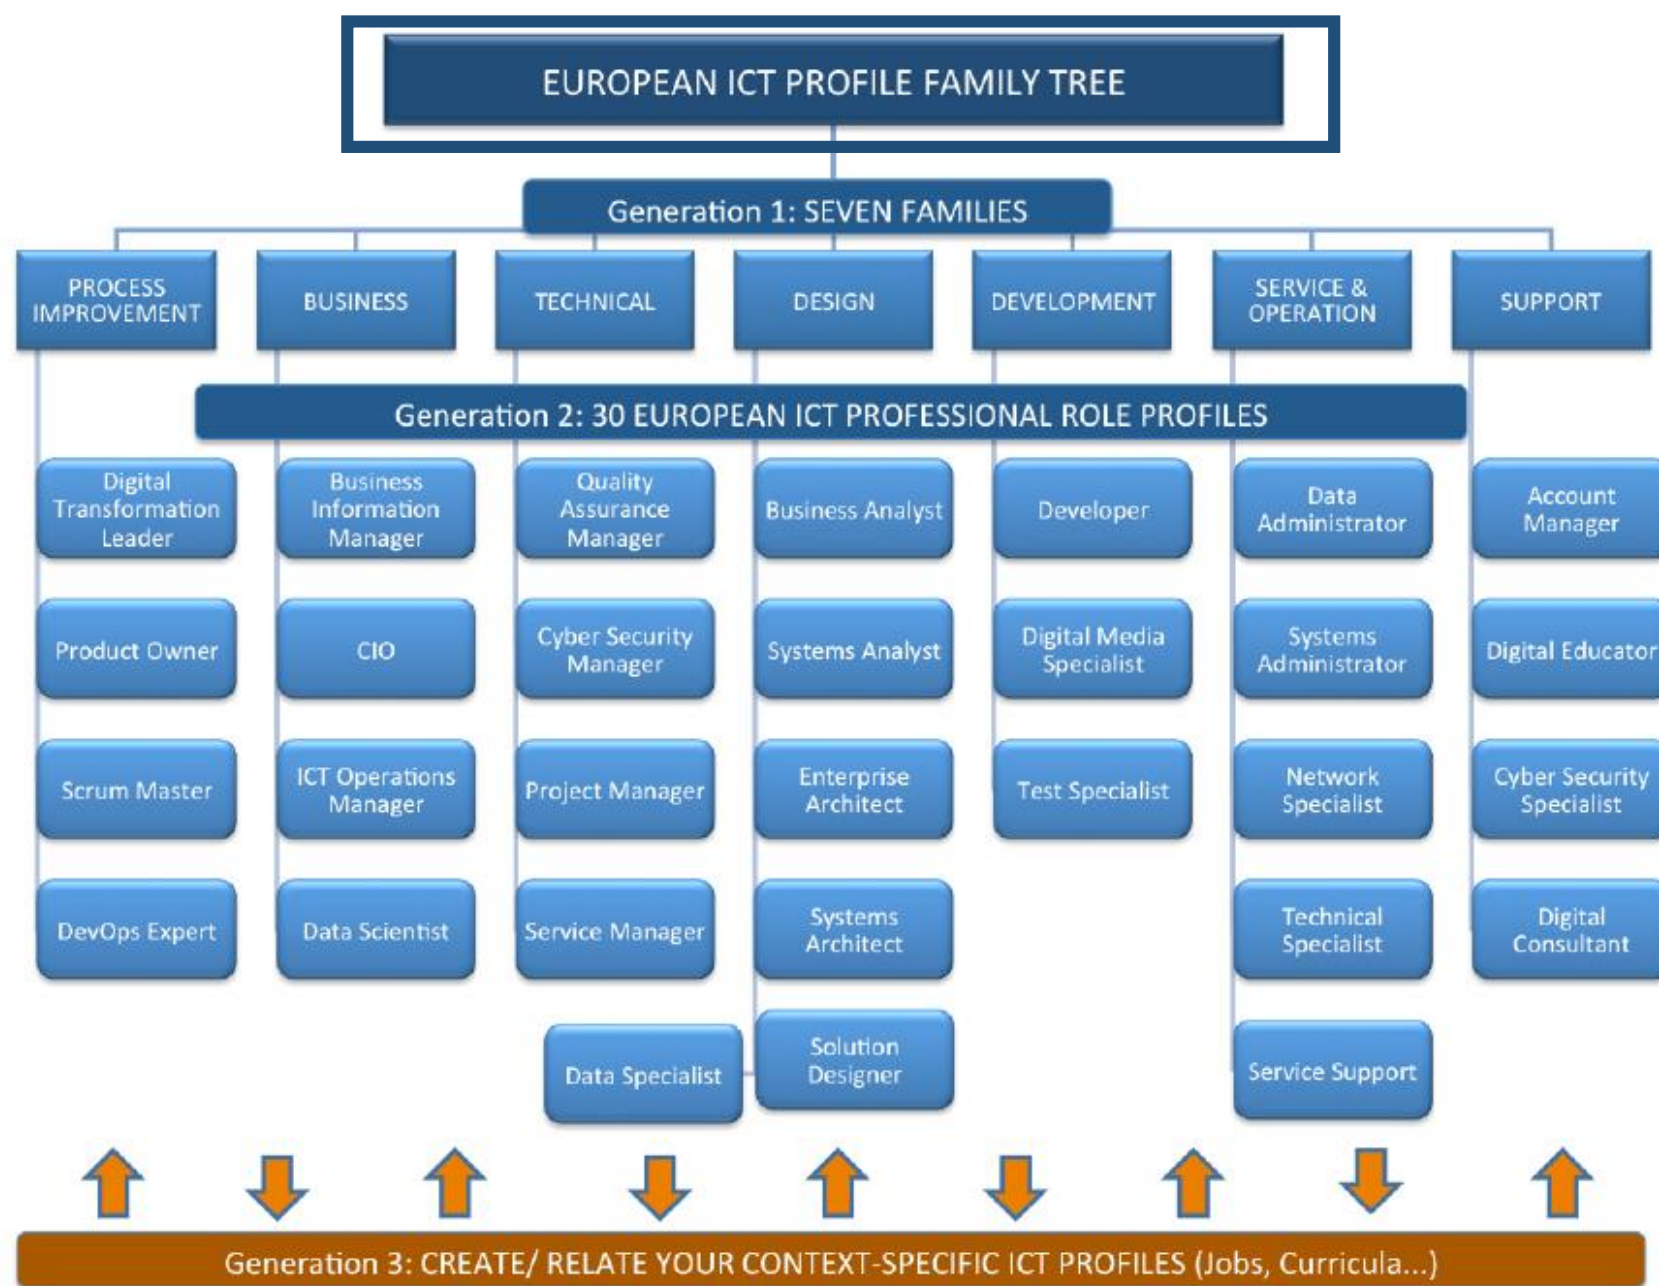 EUROPEAN ICT PROFILE FAMILY TREE
Generation 1: SEVEN FAMILIES
PROCESS
IMPROVEMENT
BUSINESS
TECHNICAL
DESIGN
DEVELOPMENT
SERVICE &
OPERATION
SUPPORT
Generation 2: 30 EUROPEAN ICT PROFESSIONAL ROLE PROFILES
Digital
Transformation
Leader
Business
Information
Manager
Quality
Assurance
Manager
Business Analyst
Developer
Data
Administrator
Account
Manager
Product Owner
CIO
Cyber Security
Manager
Systems Analyst
Digital Media
Specialist
Systems
Administrator
Digital Educator
Scrum Master
ICT Operations
Manager
Project Manager
Enterprise
Architect
Test Specialist
Network
Specialist
Cyber Security
Specialist
DevOps Expert
Data Scientist
Service Manager
Systems
Architect
Technical
Specialist
Digital
Consultant
Data Specialist
Solution
Designer
Service Support
Generation 3: CREATE/ RELATE YOUR CONTEXT-SPECIFIC ICT PROFILES (Jobs, Curricula...)